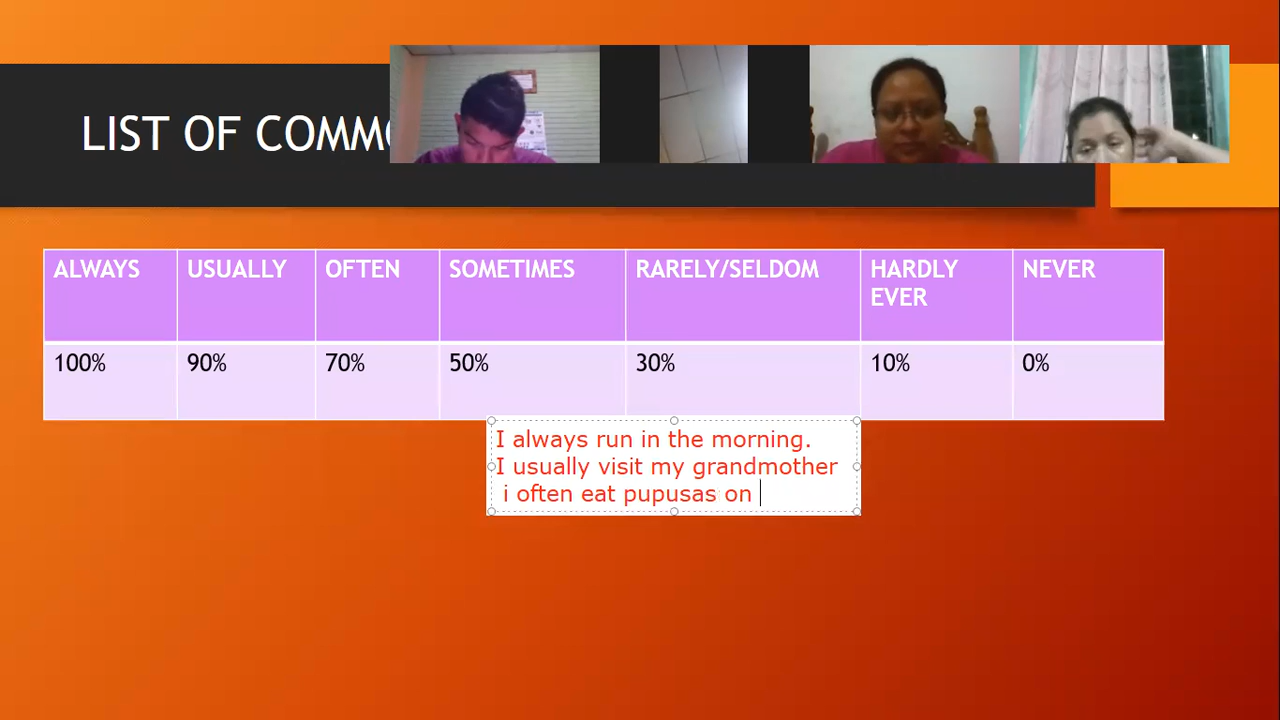 LIST OF COMM
ALWAYS USUALLY OFTEN SOMETIMES RARELY/SELDOM HARDLY EVER NEVER
100% 90% 70% 50% 30% 10% 0%
I always run in the morning.
I usually visit my grandmother
i often eat pupusas on